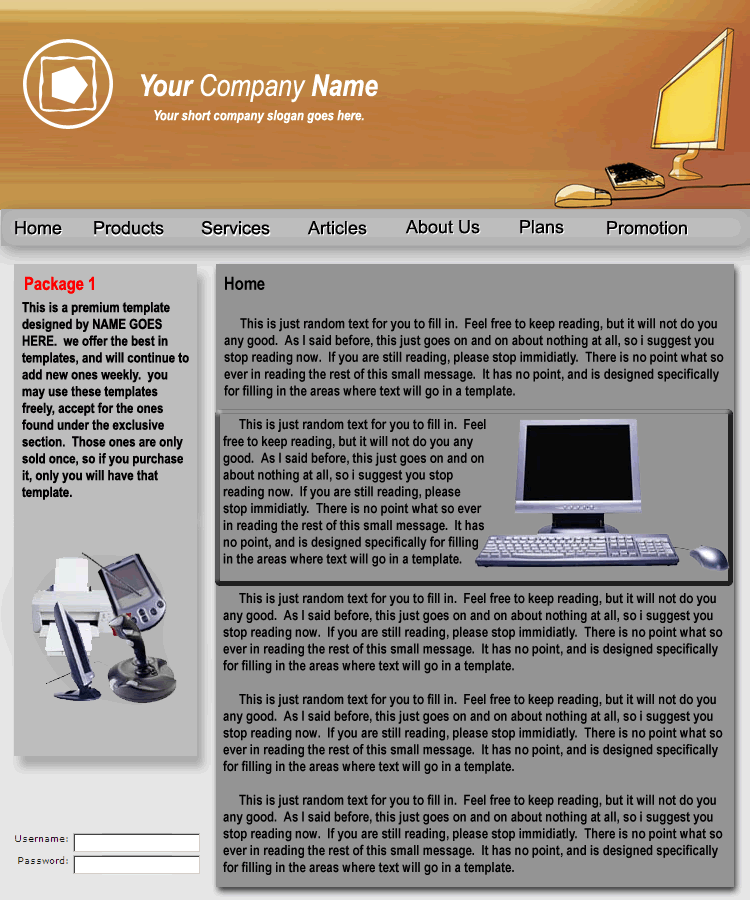 Your Company Name
Your short company slogan goes here.
Home Products Services Articles About Us Plans Promotion
Package 1
This is a premium template
designed by NAME GOES
HERE. we offer the best in
templates, and will continue to
add new ones weekly. you
may use these templates
freely, accept for the ones
found under the exclusive
section. Those ones are only
sold once, so if you purchase
it, only you will have that
template.
Username:
Password:
Home
This is just random text for you to fill in. Feel free to keep reading, but it will not do you
any good. As I said before, this just goes on and on about nothing at all, so i suggest you
stop reading now. If you are still reading, please stop immidiatly. There is no point what so
ever in reading the rest of this small message. It has no point, and is designed specifically
for filling in the areas where text will go in a template.
This is just random text for you to fill in. Feel
free to keep reading, but it will not do you any
good. As I said before, this just goes on and on
about nothing at all, so i suggest you stop
reading now. If you are still reading, please
stop immidiatly. There is no point what so ever
in reading the rest of this small message. It has
no point, and is designed specifically for filling
in the areas where text will go in a template.
This is just random text for you to fill in. Feel free to keep reading, but it will not do you
any good. As I said before, this just goes on and on about nothing at all, so i suggest you
stop reading now. If you are still reading, please stop immidiatly. There is no point what so
ever in reading the rest of this small message. It has no point, and is designed specifically
for filling in the areas where text will go in a template.
This is just random text for you to fill in. Feel free to keep reading, but it will not do you
any good. As I said before, this just goes on and on about nothing at all, so i suggest you
stop reading now. If you are still reading, please stop immidiatly. There is no point what so
ever in reading the rest of this small message. It has no point, and is designed specifically
for filling in the areas where text will go in a template.
This is just random text for you to fill in. Feel free to keep reading, but it will not do you
any good. As I said before, this just goes on and on about nothing at all, so i suggest you
stop reading now. If you are still reading, please stop immidiatly. There is no point what so
ever in reading the rest of this small message. It has no point, and is designed specifically
for filling in the areas where text will go in a template.